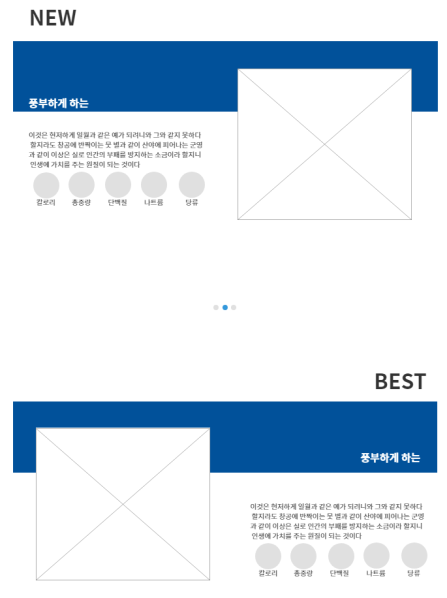 NEW
풍부하게 하는
이것은 현저하게 일월과 같은 예가 되려니와 그와 같지 못하다
할지라도 창공에 반짝이는 뭇 별과 같이 산야에 피어나는 군영
과 같이 이상은 실로 인간의 부패를 방지하는 소금이라 할지니
인생에 가치를 주는 원질이 되는 것이다
칼로리 총중량 단백질 나트륨 당류
BEST
풍부하게 하는
이것은 현저하게 일월과 같은 예가 되려니와 그와 같지 못하다
할지라도 창공에 반짝이는 뭇 별과 같이 산야에 피어나는 군영
과 같이 이상은 실로 인간의 부패를 방지하는 소금이라 할지니
인생에 가치를 주는 원질이 되는 것이다
칼로리 총중량 단백질 나트륨 당류